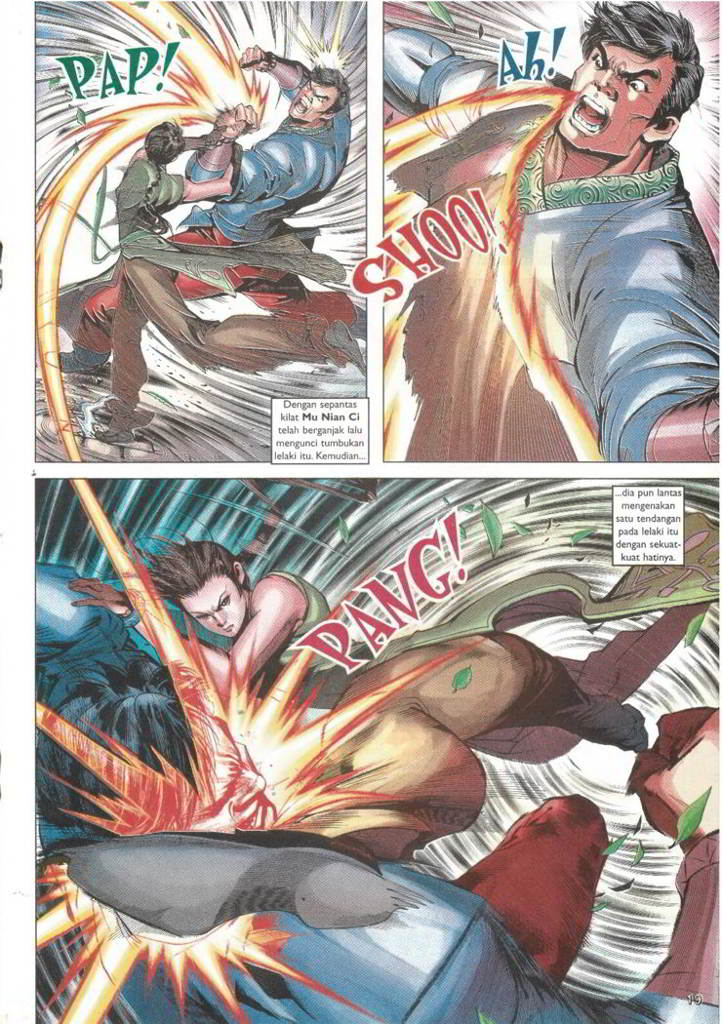 PAP!
Dengan sepantas
kilat Mu Nian Ci
telah berganjak lalu
mengunci tumbukan
lelaki itu. Kemudian...
Ah!
SHOO!
...dia pun lantas
mengenakan
satu tendangan
pada lelaki itu
dengan sekuat-
kuat hatinya.
PANG!
19